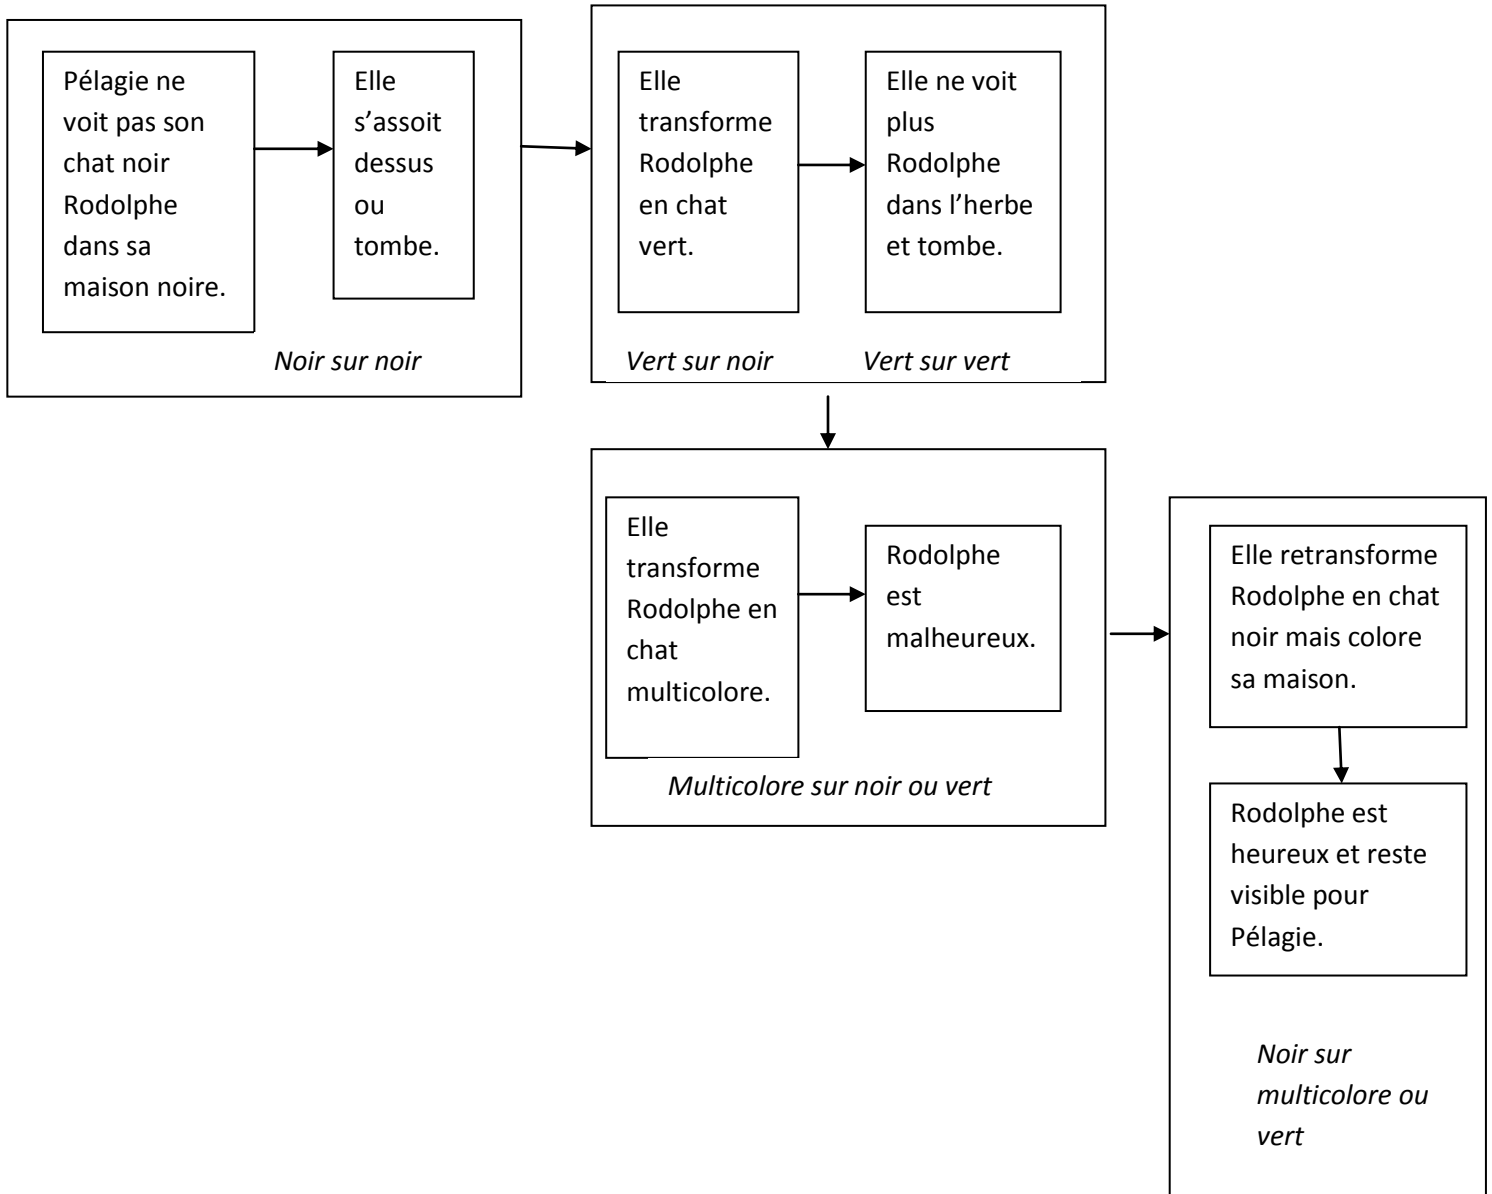 Pélagie ne
voit pas son
chat noir
Rodolphe
dans sa
maison noire.
Elle
s’assoit
dessus
ou
tombe.
Noir sur noir
Elle
transforme
Rodolphe
en chat
vert.
Elle ne voit
plus
Rodolphe
dans l’herbe
et tombe.
Vert sur noir
Vert sur vert
Elle
transforme
Rodolphe en
chat
multicolore.
Rodolphe
est
malheureux.
Multicolore sur noir ou vert
Elle retransforme
Rodolphe en chat
noir mais colore
sa maison.
Rodolphe est
heureux et reste
visible pour
Pélagie.
Noir sur
multicolore ou
vert